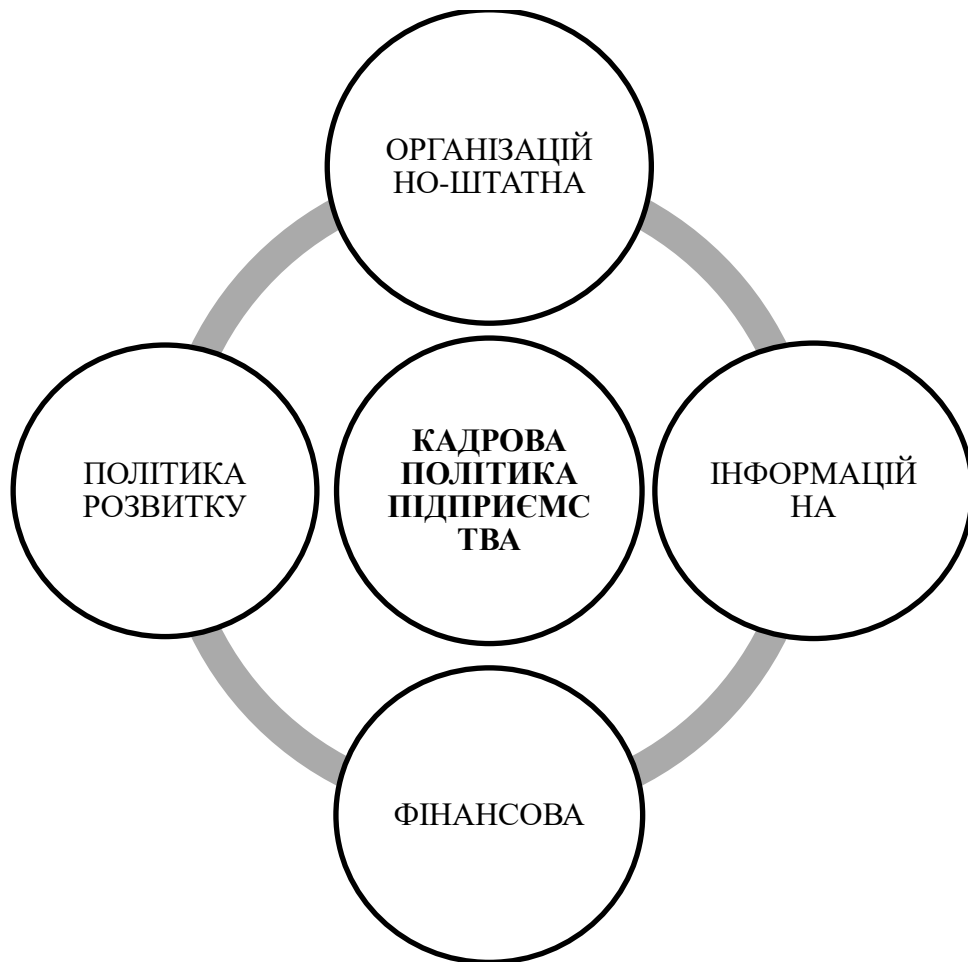 ОРГАНІЗАЦІЙ
НО-ШТАТНА
ПОЛІТИКА
РОЗВИТКУ
КАДРОВА
ПОЛІТИКА
ПІДПРИЄМС
ТВА
ІНФОРМАЦІЙ
НА
ФІНАНСОВА